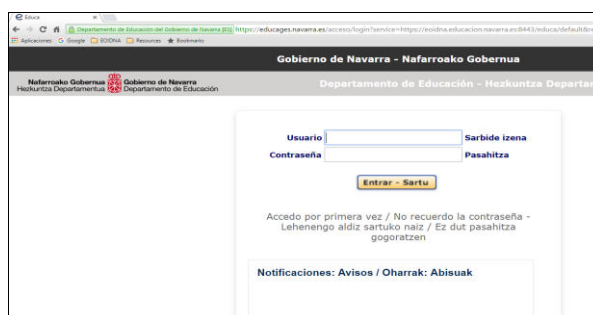 Educa
Departamento de Educación del Gobierno de Navarra [ES] https://educages.navarra.es/acceso/login?service=https://eoidna.educacion.navarra.es:8443/educa/default&re
Aplicaciones Google EOIDNA Resources Bookmarks
Gobierno de Navarra - Nafarroako Gobernua
Nafarroako Gobernua Gobierno de Navarra
Hezkuntza Departamentua Departamento de Educación
Departamento de Educación - Hezkuntza Departa
Usuario Sarbide izena
Contraseña Pasahitza
Entrar - Sartu
Accedo por primera vez / No recuerdo la contraseña -
Lehenengo aldiz sartuko naiz / Ez dut pasahitza
gogoratzen
Notificaciones: Avisos / Oharrak: Abisuak